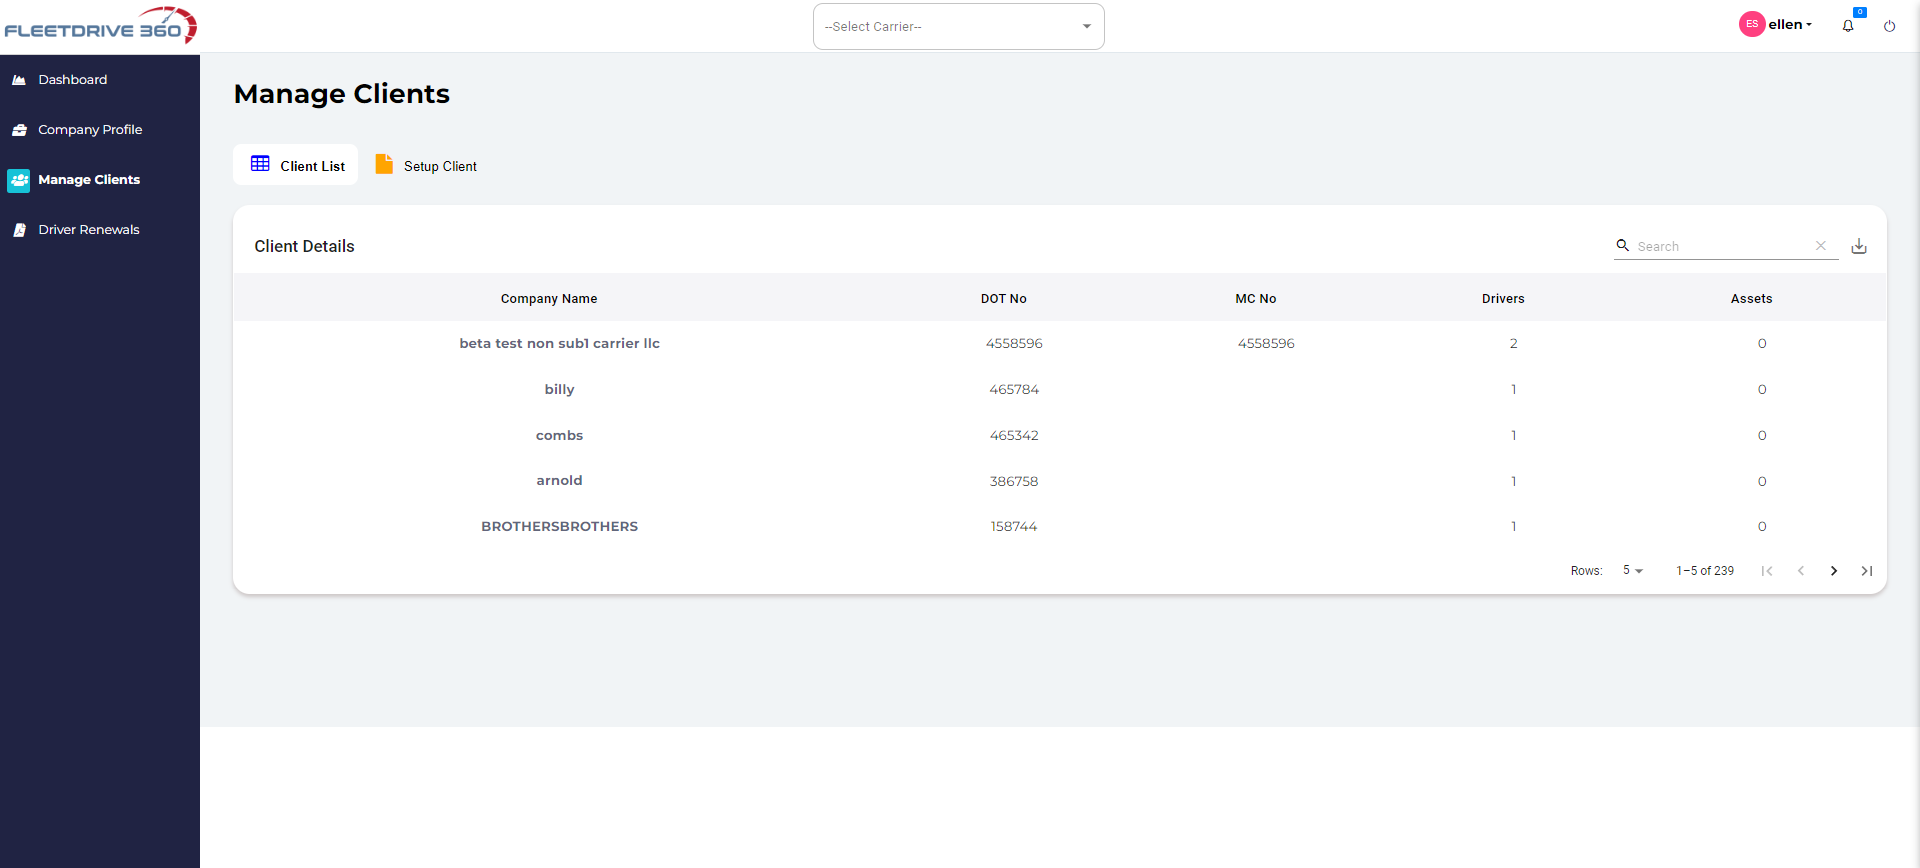 FLEETDRIVE 360
--Select Carrier--
ES ellen
0
Dashboard
Company Profile
Manage Clients
Driver Renewals
Manage Clients
Client List
Setup Client
Client Details
Search
Company Name DOT No MC No Drivers Assets
beta test non sub1 carrier llc 4558596 4558596 2 0
billy 465784 1 0
combs 465342 1 0
arnold 386758 1 0
BROTHERSBROTHERS 158744 1 0
Rows: 5 1–5 of 239